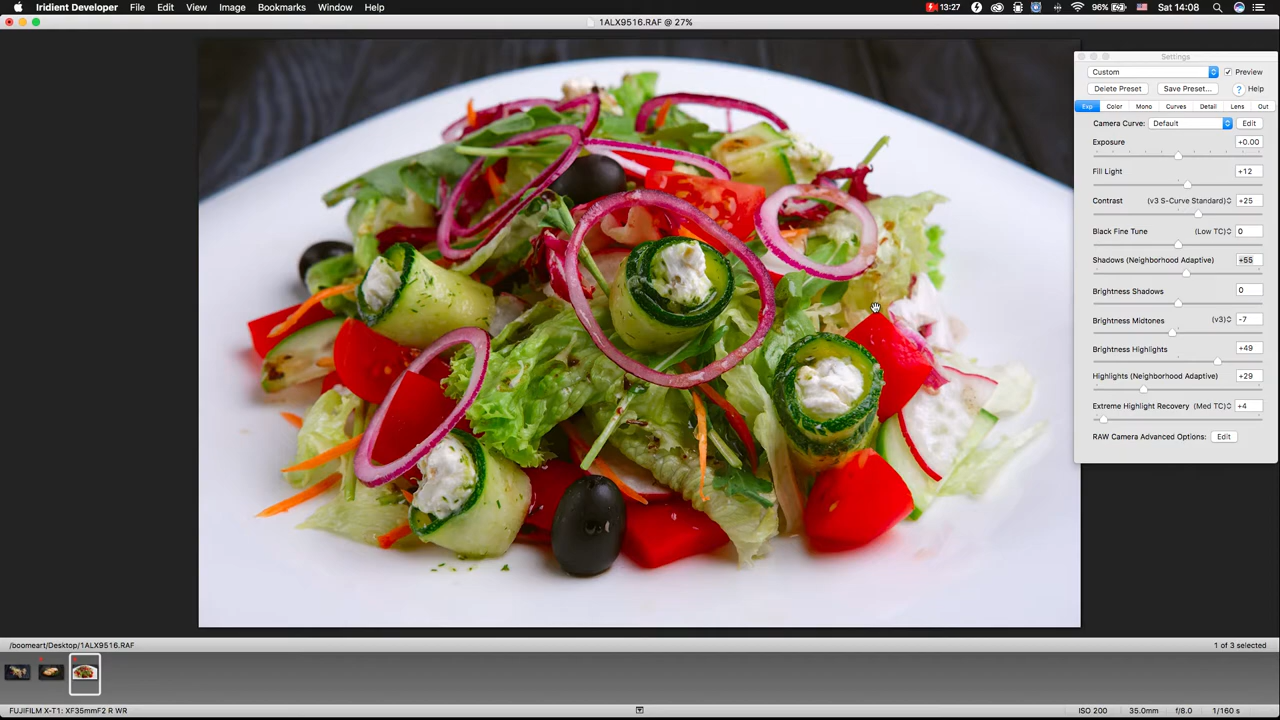 Iridient Developer File Edit View Image Bookmarks Window Help 13:27 96% Sat 14:08
1ALX9516.RAF @ 27%
Settings
Custom Preview
Delete Preset Save Preset... ? Help
Exp Color Mono Curves Detail Lens Out
Camera Curve: Default Edit
Exposure +0.00
Fill Light +12
Contrast (v3 S-Curve Standard) +25
Black Fine Tune (Low TC) 0
Shadows (Neighborhood Adaptive) +55
Brightness Shadows 0
Brightness Midtones (v3) -7
Brightness Highlights +49
Highlights (Neighborhood Adaptive) +29
Extreme Highlight Recovery (Med TC) +4
RAW Camera Advanced Options: Edit
/boomeart/Desktop/1ALX9516.RAF 1 of 3 selected
FUJIFILM X-T1: XF35mmF2 R WR ISO 200 35.0mm f/8.0 1/160 s